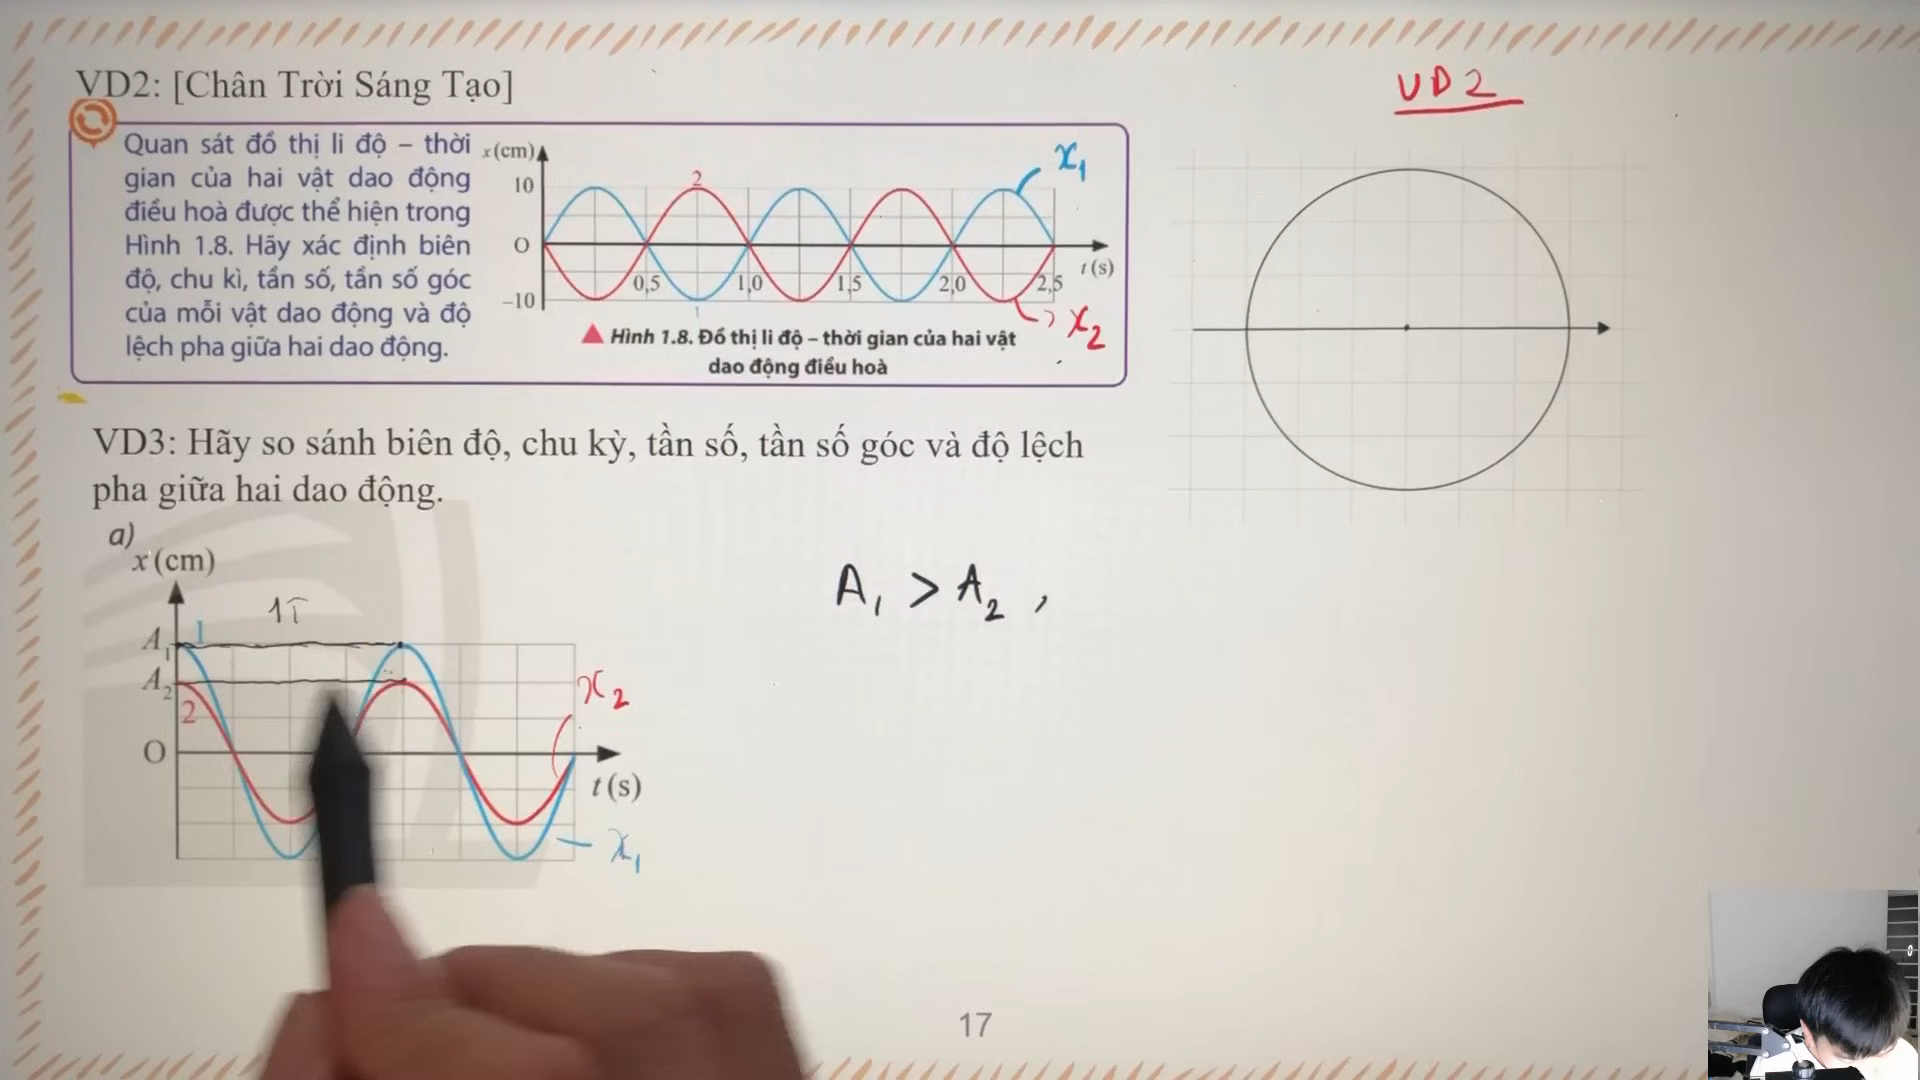 VD2: [Chân Trời Sáng Tạo]
VD2
Quan sát đồ thị li độ – thời
gian của hai vật dao động
điều hoà được thể hiện trong
Hình 1.8. Hãy xác định biên
độ, chu kì, tần số, tần số góc
của mỗi vật dao động và độ
lệch pha giữa hai dao động.
x (cm)
10
O
–10
2
1
x1
0,5
1,0
1,5
2,0
2,5
t (s)
x2
Hình 1.8. Đồ thị li độ – thời gian của hai vật
dao động điều hoà
VD3: Hãy so sánh biên độ, chu kỳ, tần số, tần số góc và độ lệch
pha giữa hai dao động.
a)
x (cm)
1T
A1
1
A2
2
O
x2
t (s)
x1
A1 > A2 ,
17